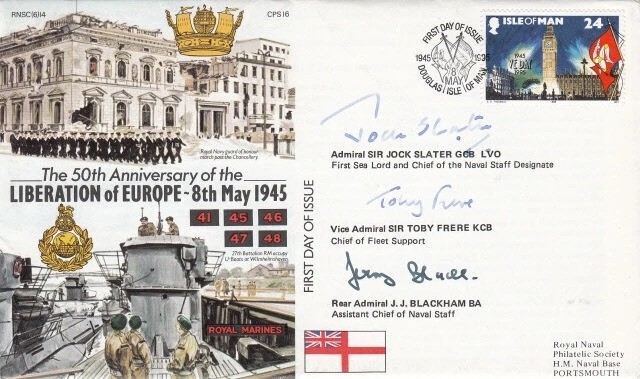 RNSC(6)14
CPS16
Royal Navy guard of honour
march past the Chancellery.
The 50th Anniversary of the
LIBERATION of EUROPE ~ 8th May 1945
41 45 46
47 48
27th Battalion RM occupy
U-Boats at Wilhelmshaven
ROYAL MARINES
FIRST DAY OF ISSUE
FIRST DAY OF ISSUE
1945 1995
8
MAY
DOUGLAS ISLE OF MAN
ISLE OF MAN
24
1945
VE DAY
1995
Jock Slater
Admiral SIR JOCK SLATER GCB LVO
First Sea Lord and Chief of the Naval Staff Designate
Toby Frere
Vice Admiral SIR TOBY FRERE KCB
Chief of Fleet Support
Rear Admiral J. J. BLACKHAM BA
Assistant Chief of Naval Staff
Royal Naval
Philatelic Society
H.M. Naval Base
PORTSMOUTH